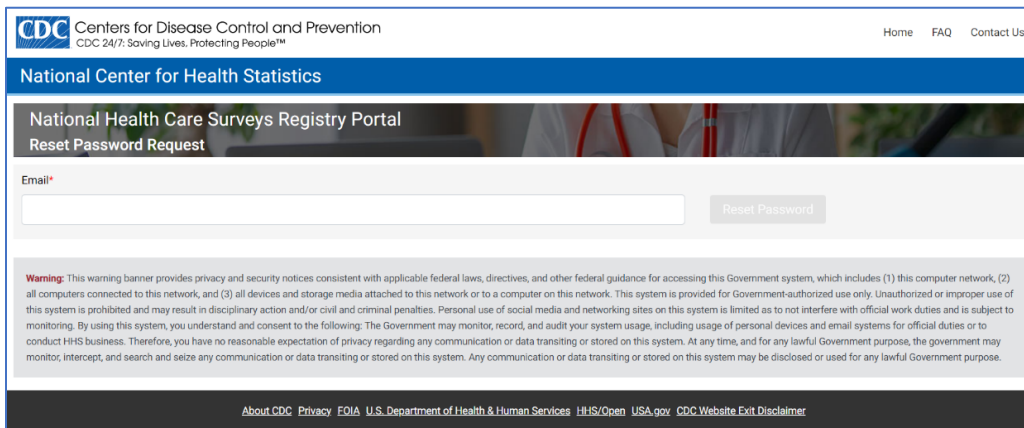 CDC Centers for Disease Control and Prevention
CDC 24/7: Saving Lives, Protecting People™
Home FAQ Contact Us
National Center for Health Statistics
National Health Care Surveys Registry Portal
Reset Password Request
Email*
Reset Password
Warning: This warning banner provides privacy and security notices consistent with applicable federal laws, directives, and other federal guidance for accessing this Government system, which includes (1) this computer network, (2)
all computers connected to this network, and (3) all devices and storage media attached to this network or to a computer on this network. This system is provided for Government-authorized use only. Unauthorized or improper use of
this system is prohibited and may result in disciplinary action and/or civil and criminal penalties. Personal use of social media and networking sites on this system is limited as to not interfere with official work duties and is subject to
monitoring. By using this system, you understand and consent to the following: The Government may monitor, record, and audit your system usage, including usage of personal devices and email systems for official duties or to
conduct HHS business. Therefore, you have no reasonable expectation of privacy regarding any communication or data transiting or stored on this system. At any time, and for any lawful Government purpose, the government may
monitor, intercept, and search and seize any communication or data transiting or stored on this system. Any communication or data transiting or stored on this system may be disclosed or used for any lawful Government purpose.
About CDC Privacy FOIA U.S. Department of Health & Human Services HHS/Open USA.gov CDC Website Exit Disclaimer